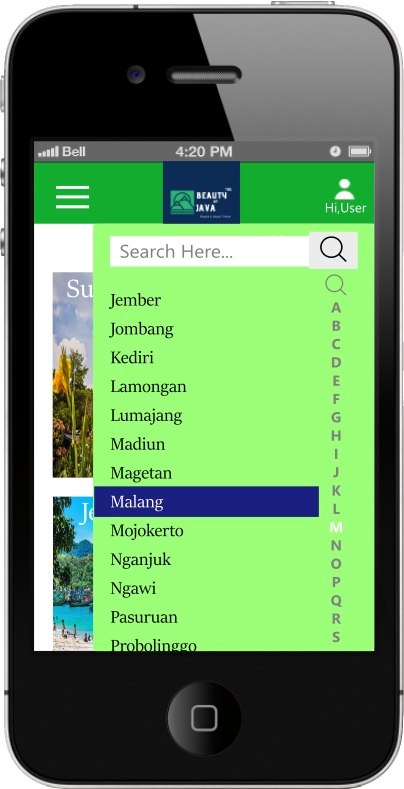 Bell
4:20 PM
THE
BEAUTY
OF
JAVA
Hi,User
Search Here...
Su
Je
Jember
Jombang
Kediri
Lamongan
Lumajang
Madiun
Magetan
Malang
Mojokerto
Nganjuk
Ngawi
Pasuruan
Probolinggo
A
B
C
D
E
F
G
H
I
J
K
L
M
N
O
P
Q
R
S